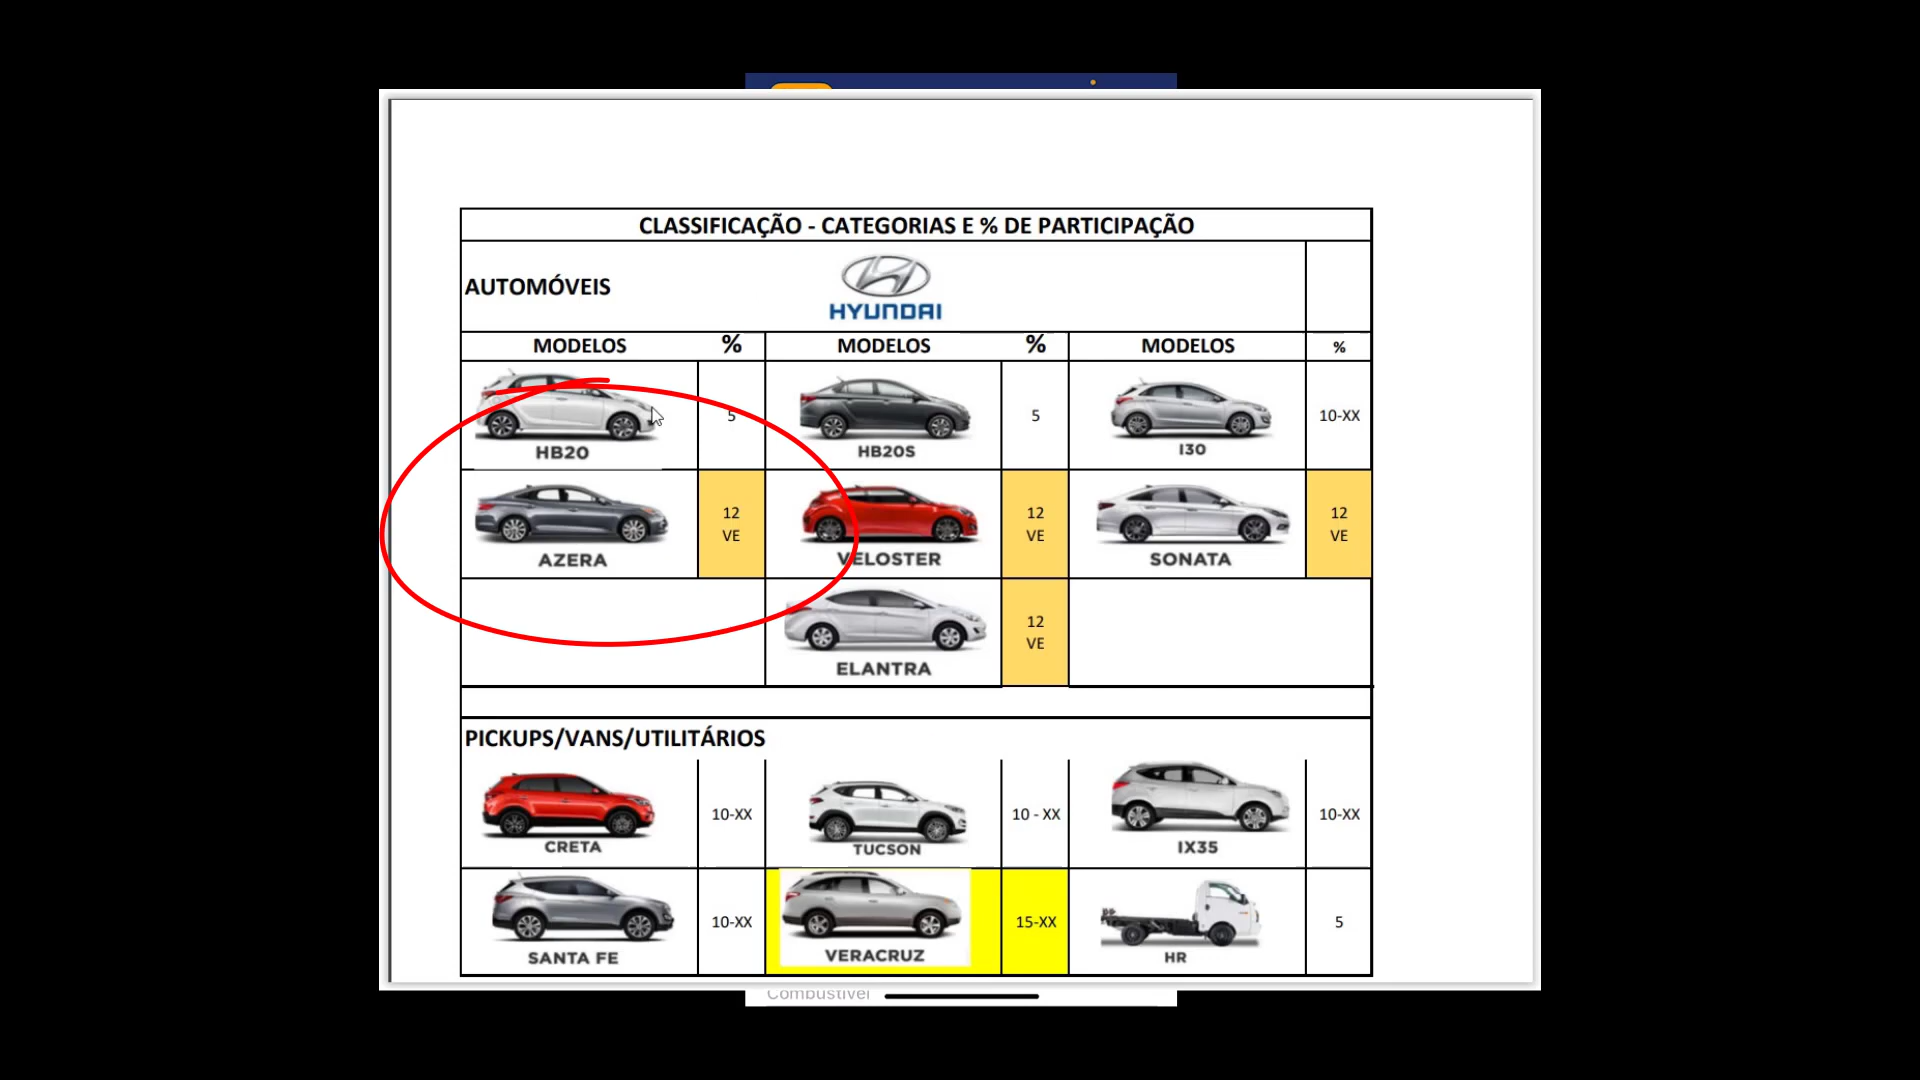 CLASSIFICAÇÃO - CATEGORIAS E % DE PARTICIPAÇÃO
AUTOMÓVEIS
HYUNDAI
MODELOS % MODELOS % MODELOS %
5 5 10-XX
HB20 HB20S I30
12 12 12
VE VE VE
AZERA VELOSTER SONATA
12
VE
ELANTRA
PICKUPS/VANS/UTILITÁRIOS
10-XX 10 - XX 10-XX
CRETA TUCSON IX35
10-XX 15-XX 5
SANTA FE VERACRUZ HR
Combustível